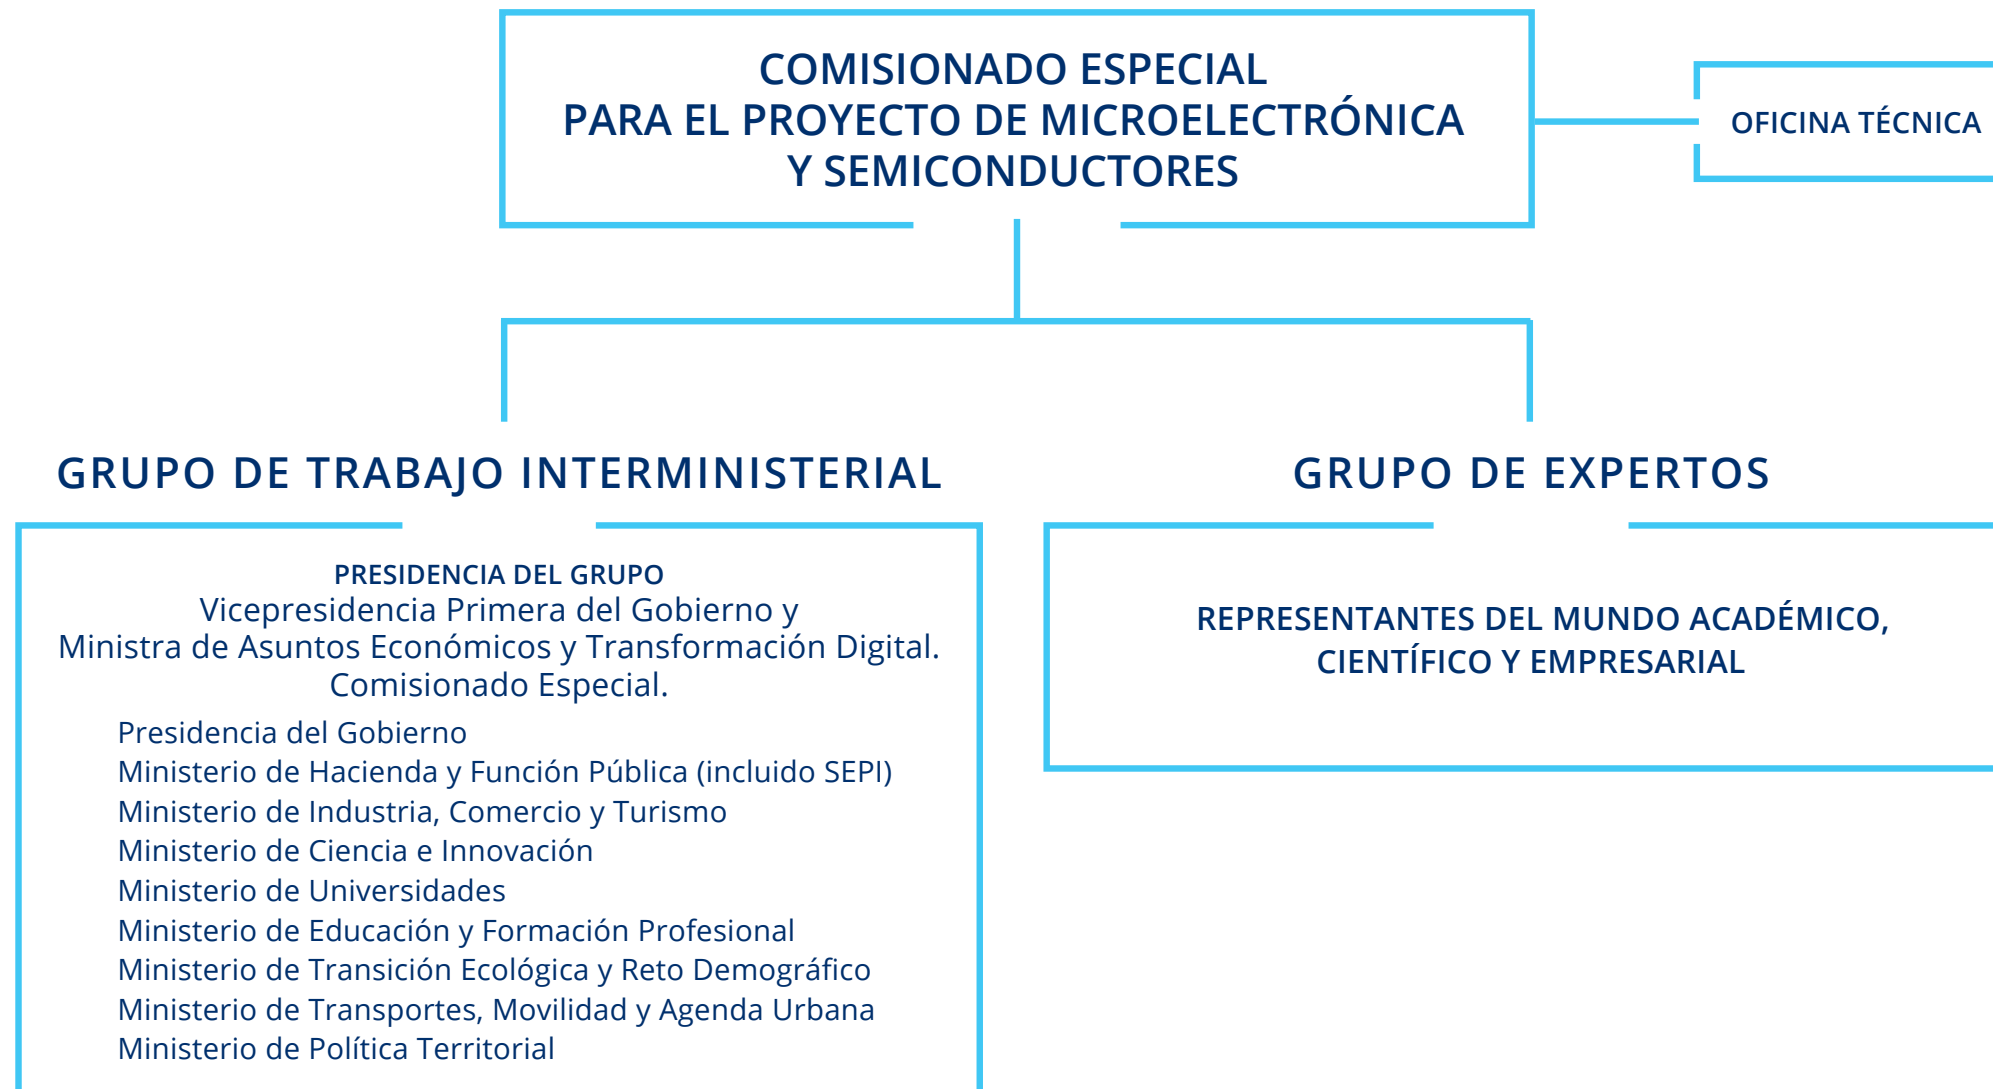 COMISIONADO ESPECIAL
PARA EL PROYECTO DE MICROELECTRÓNICA
Y SEMICONDUCTORES
OFICINA TÉCNICA
GRUPO DE TRABAJO INTERMINISTERIAL
PRESIDENCIA DEL GRUPO
Vicepresidencia Primera del Gobierno y
Ministra de Asuntos Económicos y Transformación Digital.
Comisionado Especial.
Presidencia del Gobierno
Ministerio de Hacienda y Función Pública (incluido SEPI)
Ministerio de Industria, Comercio y Turismo
Ministerio de Ciencia e Innovación
Ministerio de Universidades
Ministerio de Educación y Formación Profesional
Ministerio de Transición Ecológica y Reto Demográfico
Ministerio de Transportes, Movilidad y Agenda Urbana
Ministerio de Política Territorial
GRUPO DE EXPERTOS
REPRESENTANTES DEL MUNDO ACADÉMICO,
CIENTÍFICO Y EMPRESARIAL